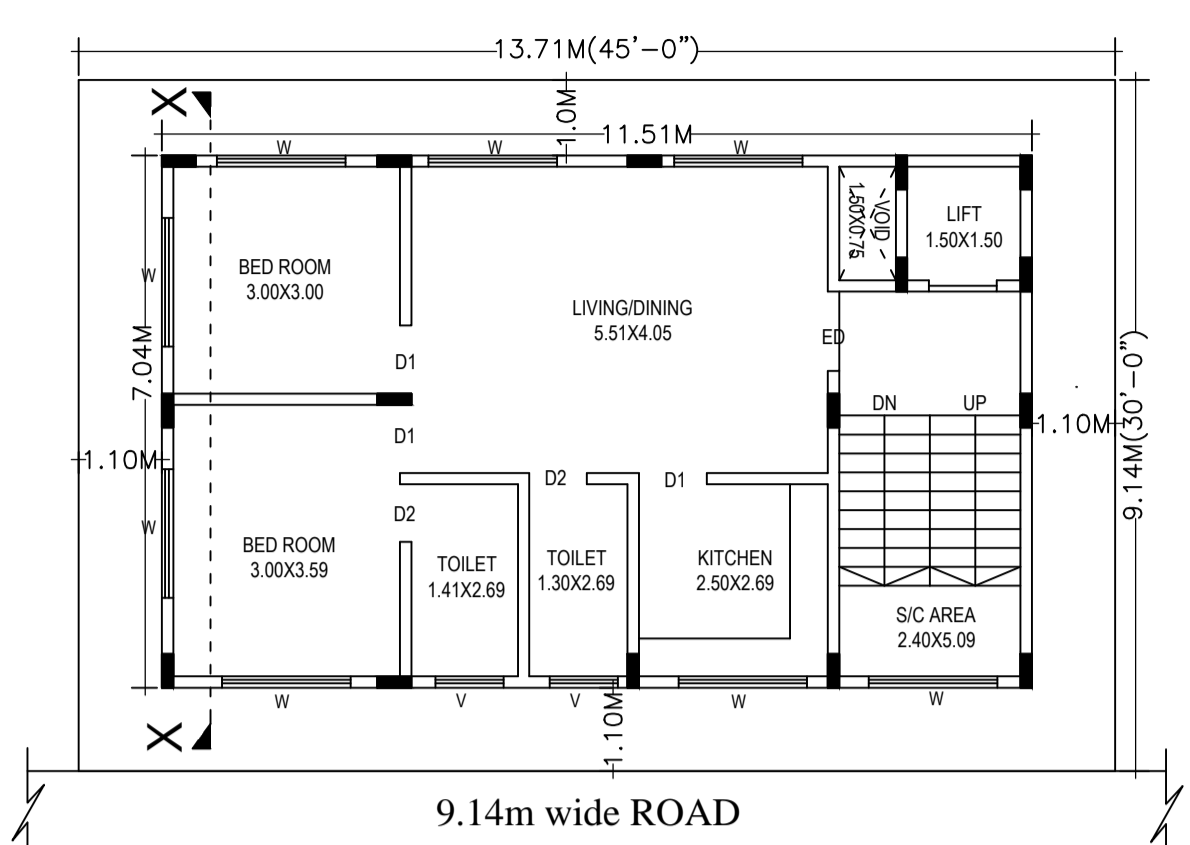 13.71M(45'-0")
X
1.0M
11.51M
W
W
W
1.50X0.75
VOID
LIFT
1.50X1.50
W
BED ROOM
3.00X3.00
LIVING/DINING
5.51X4.05
ED
7.04M
D1
9.14M(30'-0")
DN
UP
1.10M
D1
1.10M
D2
D1
W
D2
BED ROOM
3.00X3.59
TOILET
1.41X2.69
TOILET
1.30X2.69
KITCHEN
2.50X2.69
S/C AREA
2.40X5.09
W
V
V
W
W
1.10M
X
9.14m wide ROAD